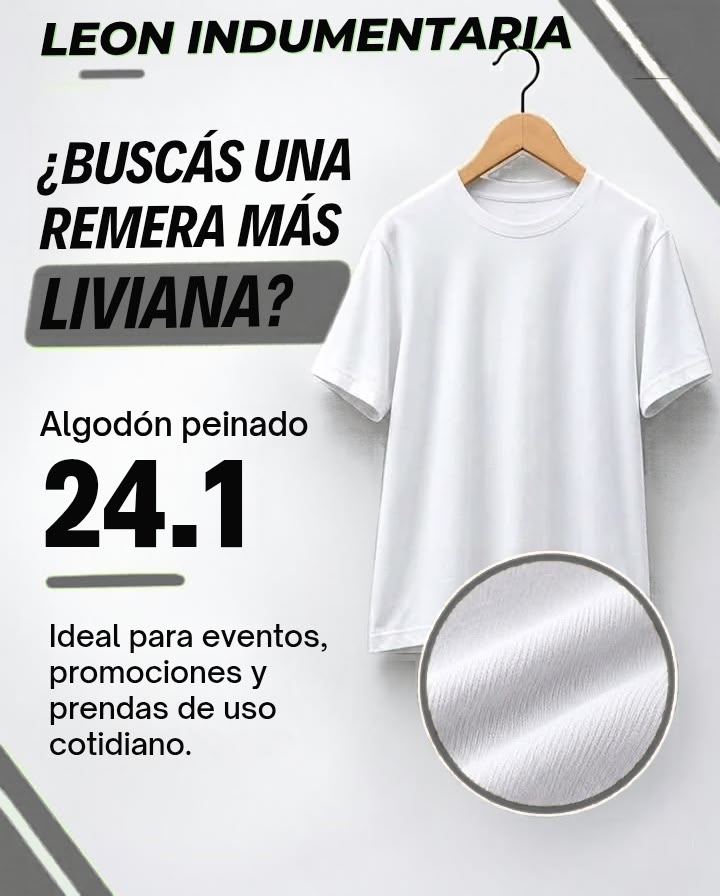 LEON INDUMENTARIA
¿BUSCÁS UNA
REMERA MÁS
LIVIANA?
Algodón peinado
24.1
Ideal para eventos,
promociones y
prendas de uso
cotidiano.